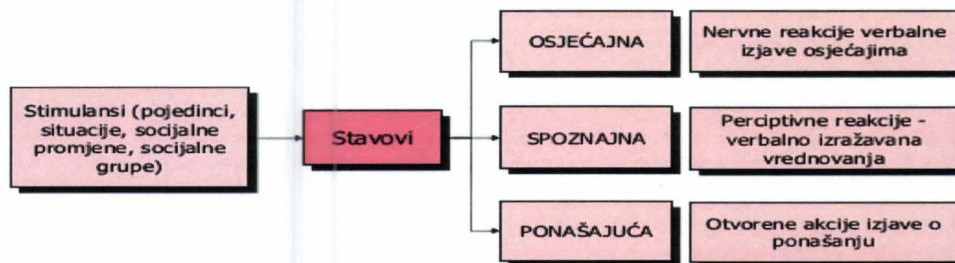 Stimulansi (pojedinci,
situacije, socijalne
promjene, socijalne
grupe)
Stavovi
OSJEĆAJNA
Nervne reakcije verbalne
izjave osjećajima
SPOZNAJNA
Perceptivne reakcije -
verbalno izražavana
vrednovanja
PONAŠAJUĆA
Otvorene akcije izjave o
ponašanju